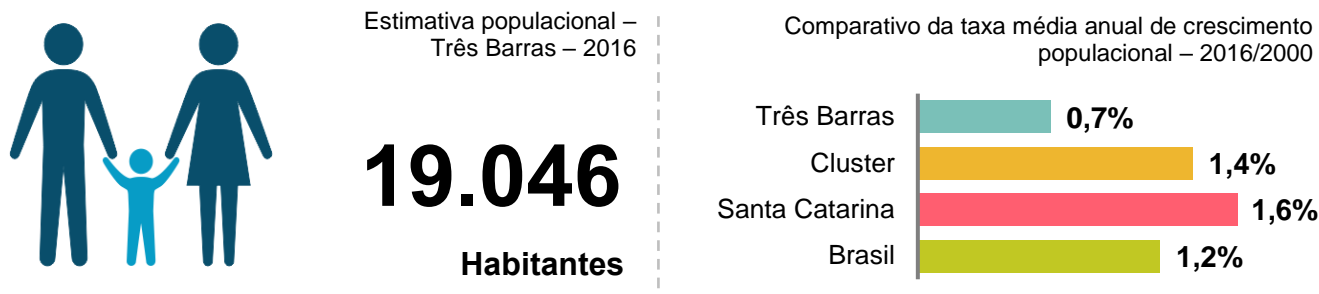 Estimativa populacional –
Três Barras – 2016
19.046
Habitantes
Comparativo da taxa média anual de crescimento
populacional – 2016/2000
Três Barras 0,7%
Cluster 1,4%
Santa Catarina 1,6%
Brasil 1,2%